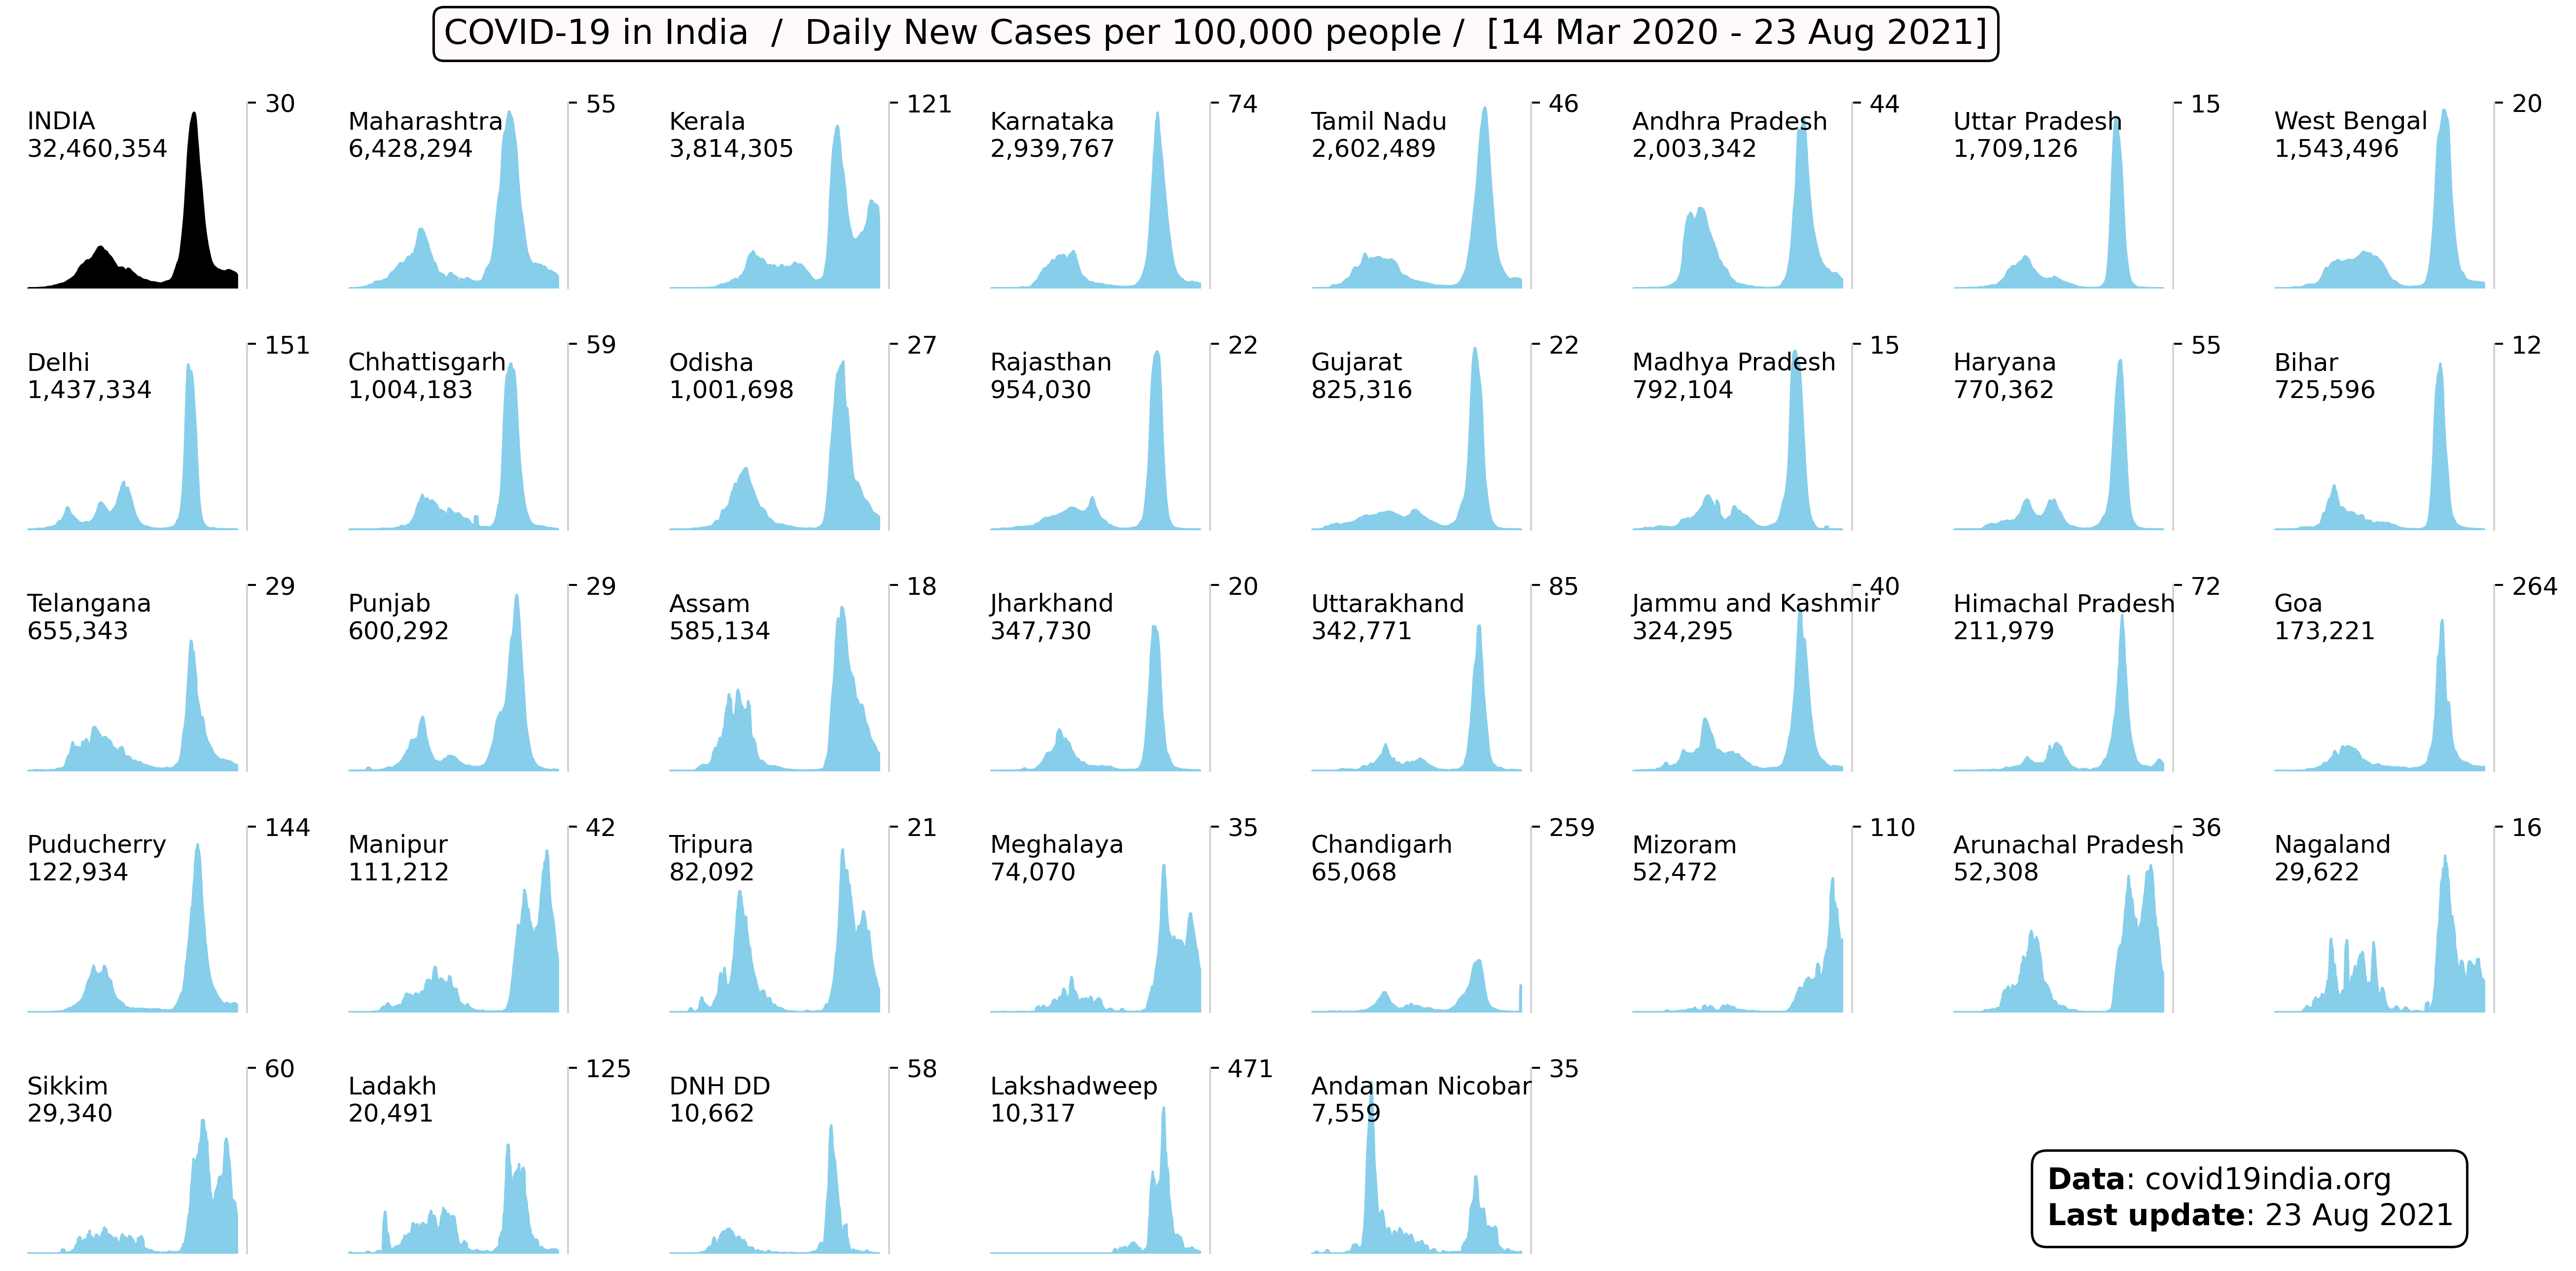 COVID-19 in India / Daily New Cases per 100,000 people / [14 Mar 2020 - 23 Aug 2021]
INDIA
32,460,354
30
Maharashtra
6,428,294
55
Kerala
3,814,305
121
Karnataka
2,939,767
74
Tamil Nadu
2,602,489
46
Andhra Pradesh
2,003,342
44
Uttar Pradesh
1,709,126
15
West Bengal
1,543,496
20
Delhi
1,437,334
151
Chhattisgarh
1,004,183
59
Odisha
1,001,698
27
Rajasthan
954,030
22
Gujarat
825,316
22
Madhya Pradesh
792,104
15
Haryana
770,362
55
Bihar
725,596
12
Telangana
655,343
29
Punjab
600,292
29
Assam
585,134
18
Jharkhand
347,730
20
Uttarakhand
342,771
85
Jammu and Kashmir
324,295
40
Himachal Pradesh
211,979
72
Goa
173,221
264
Puducherry
122,934
144
Manipur
111,212
42
Tripura
82,092
21
Meghalaya
74,070
35
Chandigarh
65,068
259
Mizoram
52,472
110
Arunachal Pradesh
52,308
36
Nagaland
29,622
16
Sikkim
29,340
60
Ladakh
20,491
125
DNH DD
10,662
58
Lakshadweep
10,317
471
Andaman Nicobar
7,559
35
Data: covid19india.org
Last update: 23 Aug 2021